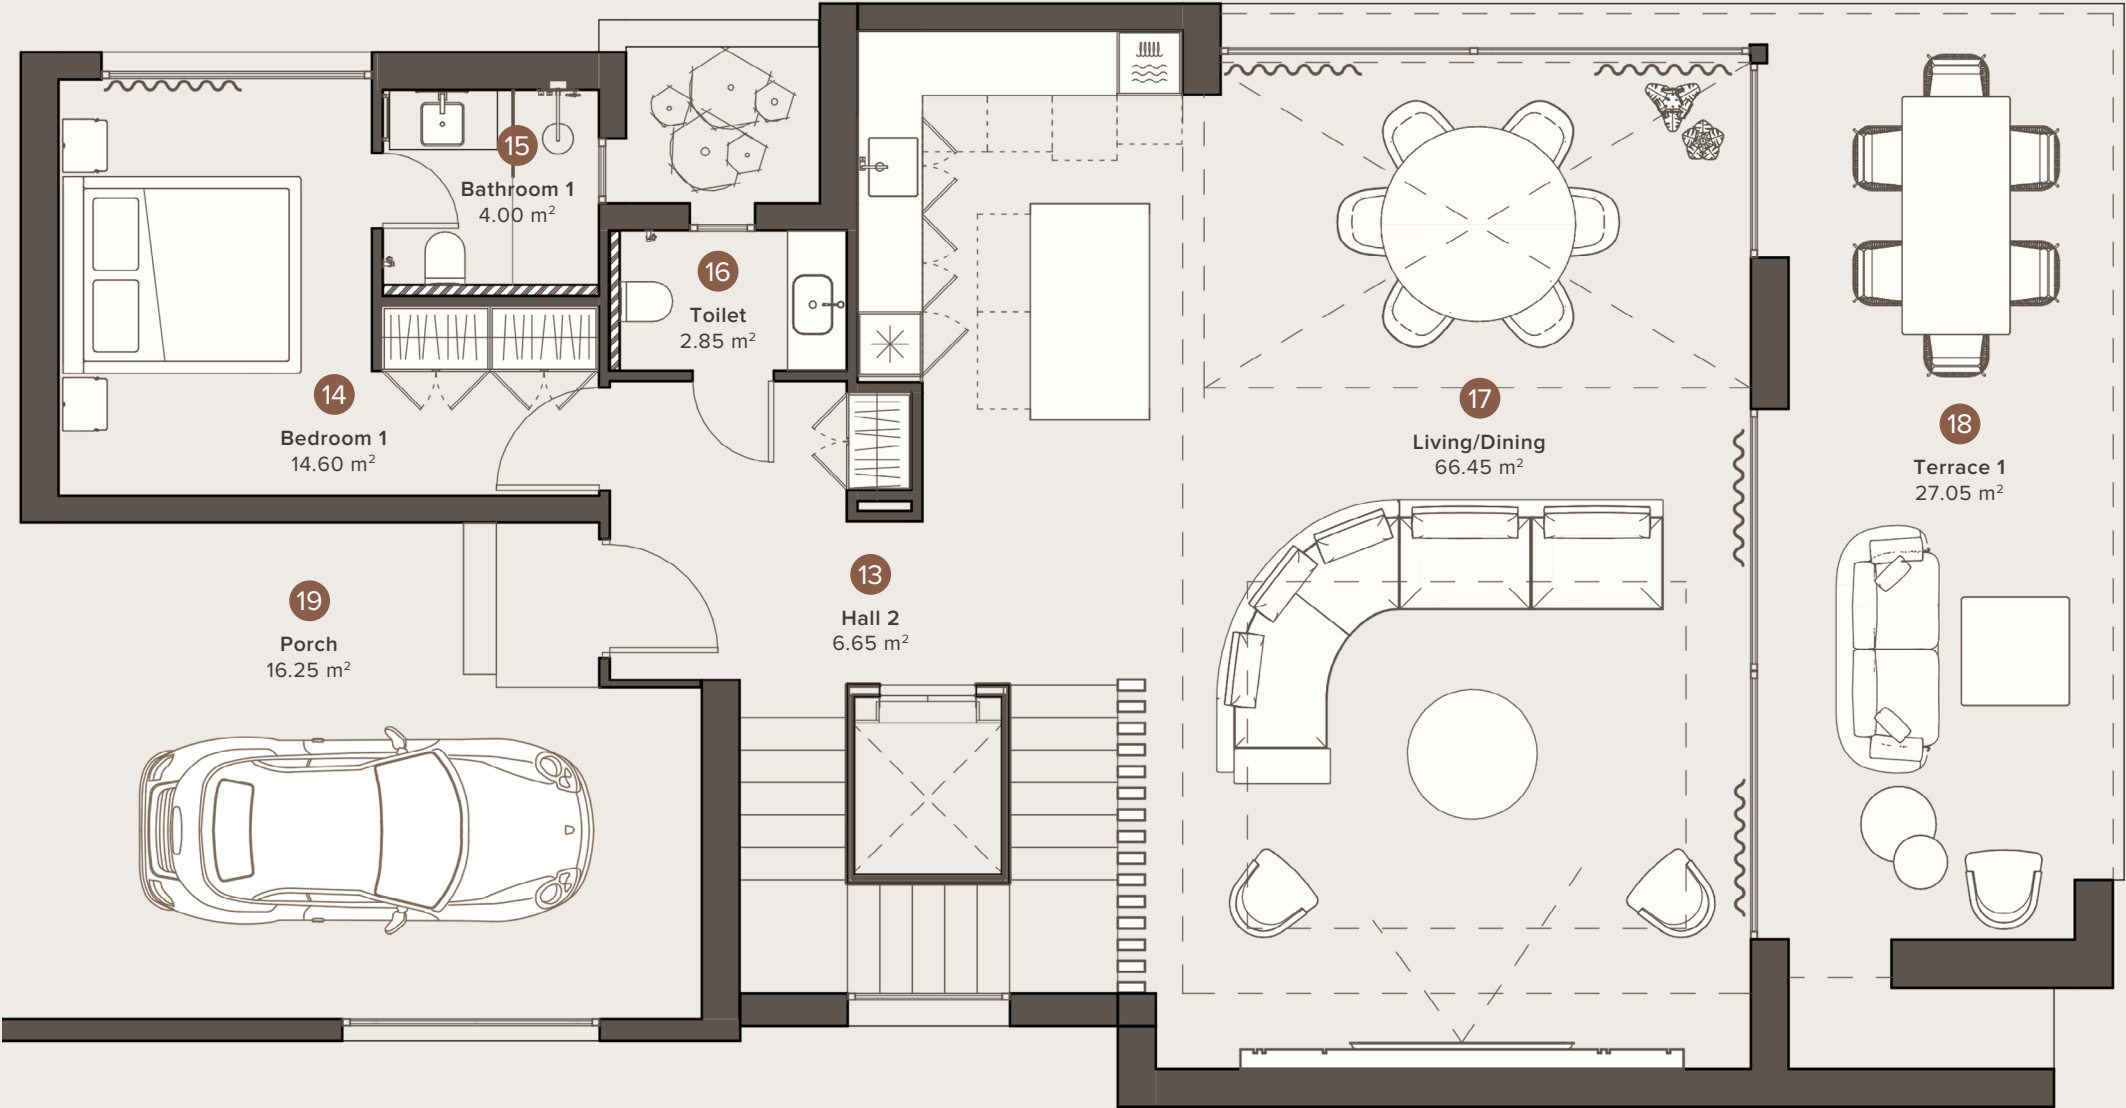 15
Bathroom 1
4.00 m²
16
Toilet
2.85 m²
14
Bedroom 1
14.60 m²
17
Living/Dining
66.45 m²
18
Terrace 1
27.05 m²
13
Hall 2
6.65 m²
19
Porch
16.25 m²